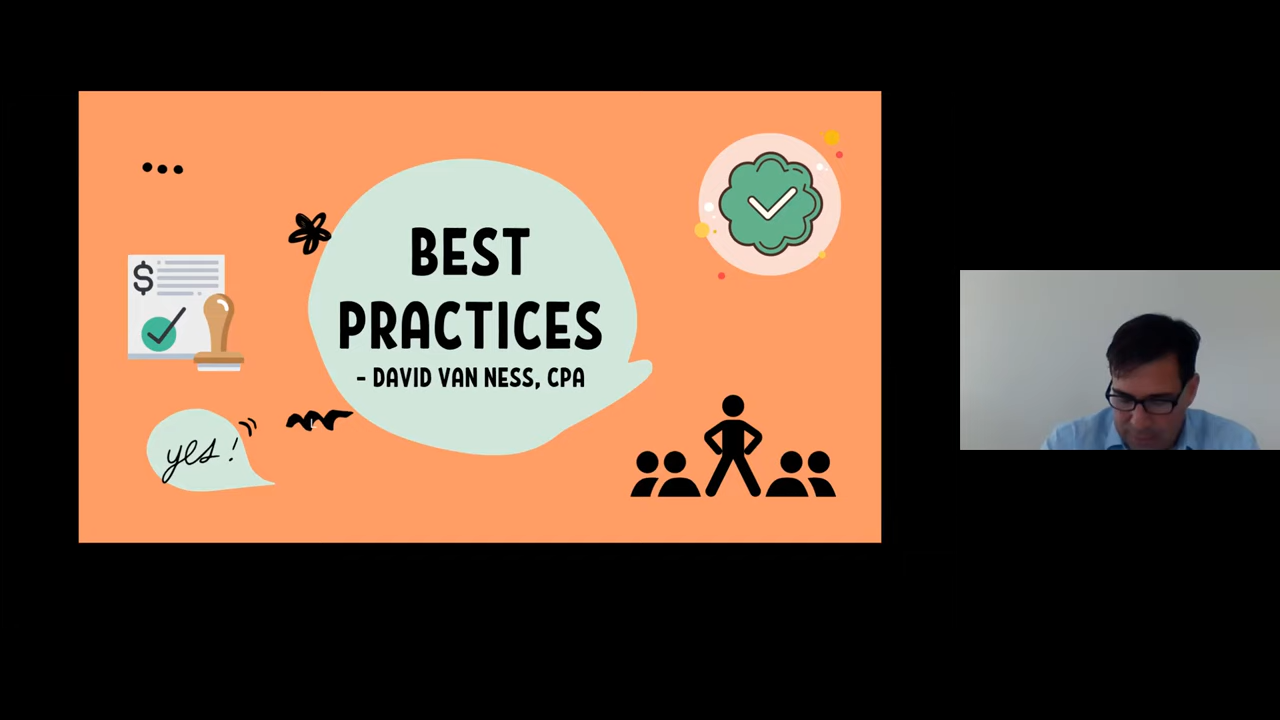 BEST
PRACTICES
- DAVID VAN NESS, CPA
$
yes!